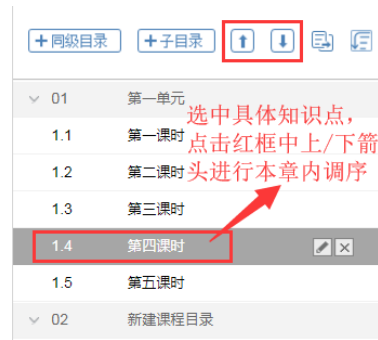 +同级目录 +子目录
01 第一单元
选中具体知识点，
1.1 第一课时
点击红框中上/下箭
1.2 第二课时
头进行本章内调序
1.3 第三课时
1.4 第四课时
1.5 第五课时
02 新建课程目录